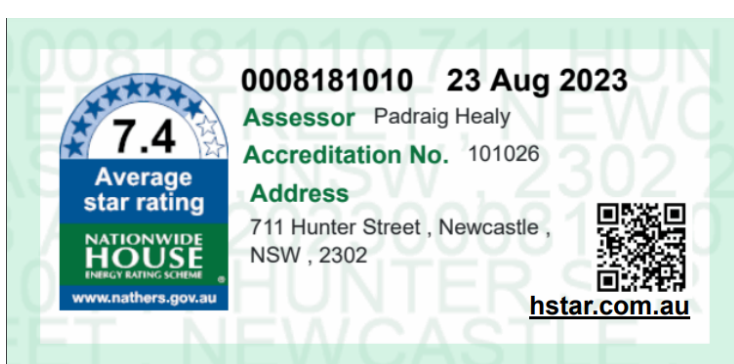 0008181010 23 Aug 2023
Assessor Padraig Healy
Accreditation No. 101026
Address
711 Hunter Street , Newcastle ,
NSW , 2302
hstar.com.au
7.4
Average
star rating
NATIONWIDE
HOUSE
ENERGY RATING SCHEME ®
www.nathers.gov.au